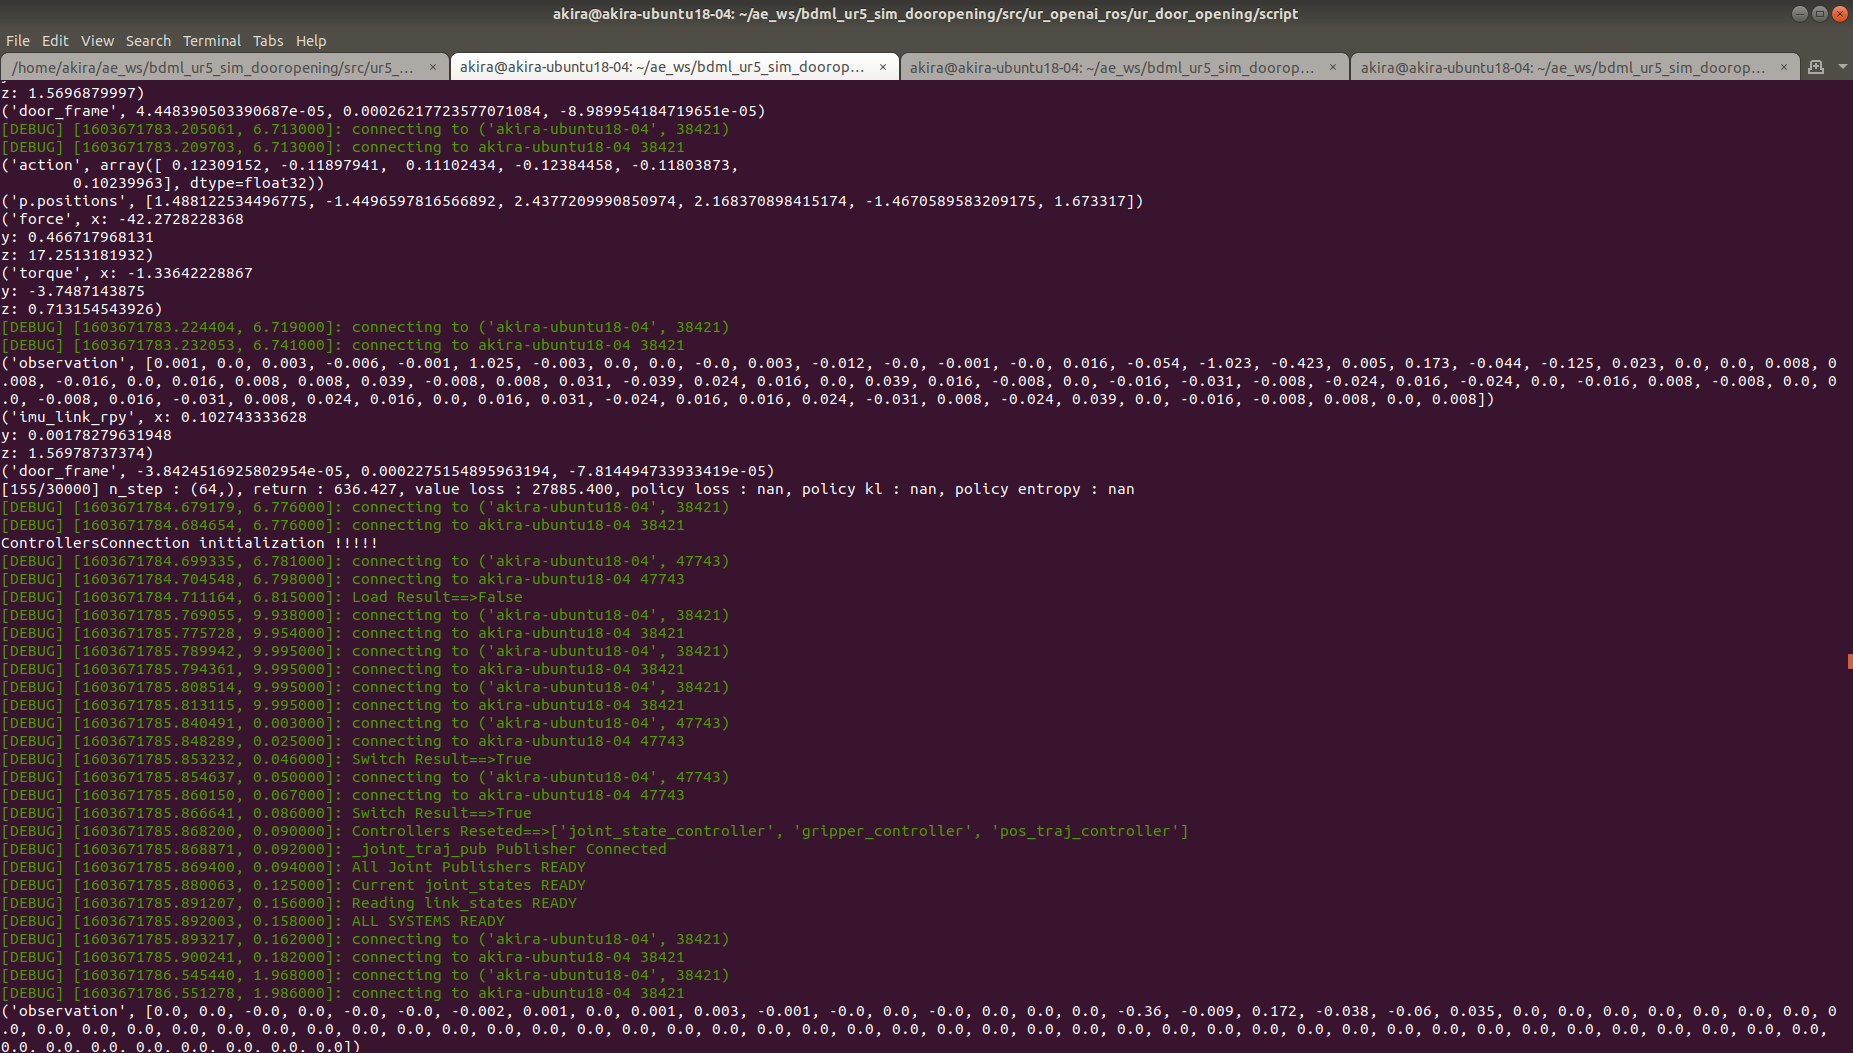 akira@akira-ubuntu18-04: ~/ae_ws/bdml_ur5_sim_dooropening/src/ur_openai_ros/ur_door_opening/script
File Edit View Search Terminal Tabs Help
/home/akira/ae_ws/bdml_ur5_sim_dooropening/src/ur5_... × akira@akira-ubuntu18-04: ~/ae_ws/bdml_ur5_sim_doorop... × akira@akira-ubuntu18-04: ~/ae_ws/bdml_ur5_sim_doorop... × akira@akira-ubuntu18-04: ~/ae_ws/bdml_ur5_sim_doorop... ×
z: 1.5696879997)
('door_frame', 4.448390503390687e-05, 0.00026217723577071084, -8.989954184719651e-05)
[DEBUG] [1603671783.205061, 6.713000]: connecting to ('akira-ubuntu18-04', 38421)
[DEBUG] [1603671783.209703, 6.713000]: connecting to akira-ubuntu18-04 38421
('action', array([ 0.12309152, -0.11897941,  0.11102434, -0.12384458, -0.11803873,
        0.10239963], dtype=float32))
('p.positions', [1.488122534496775, -1.4496597816566892, 2.4377209990850974, 2.168370898415174, -1.4670589583209175, 1.673317])
('force', x: -42.2728228368
y: 0.466717968131
z: 17.2513181932)
('torque', x: -1.33642228867
y: -3.7487143875
z: 0.713154543926)
[DEBUG] [1603671783.224404, 6.719000]: connecting to ('akira-ubuntu18-04', 38421)
[DEBUG] [1603671783.232053, 6.741000]: connecting to akira-ubuntu18-04 38421
('observation', [0.001, 0.0, 0.003, -0.006, -0.001, 1.025, -0.003, 0.0, 0.0, -0.0, 0.003, -0.012, -0.0, -0.001, -0.0, 0.016, -0.054, -1.023, -0.423, 0.005, 0.173, -0.044, -0.125, 0.023, 0.0, 0.0, 0.008, 0
.008, -0.016, 0.0, 0.016, 0.008, 0.008, 0.039, -0.008, 0.008, 0.031, -0.039, 0.024, 0.016, 0.0, 0.039, 0.016, -0.008, 0.0, -0.016, -0.031, -0.008, -0.024, 0.016, -0.024, 0.0, -0.016, 0.008, -0.008, 0.0, 0
.0, -0.008, 0.016, -0.031, 0.008, 0.024, 0.016, 0.0, 0.016, 0.031, -0.024, 0.016, 0.016, 0.024, -0.031, 0.008, -0.024, 0.039, 0.0, -0.016, -0.008, 0.008, 0.0, 0.008])
('imu_link_rpy', x: 0.102743333628
y: 0.00178279631948
z: 1.56978737374)
('door_frame', -3.8424516925802954e-05, 0.0002275154895963194, -7.814494733933419e-05)
[155/30000] n_step : (64,), return : 636.427, value loss : 27885.400, policy loss : nan, policy kl : nan, policy entropy : nan
[DEBUG] [1603671784.679179, 6.776000]: connecting to ('akira-ubuntu18-04', 38421)
[DEBUG] [1603671784.684654, 6.776000]: connecting to akira-ubuntu18-04 38421
ControllersConnection initialization !!!!!
[DEBUG] [1603671784.699335, 6.781000]: connecting to ('akira-ubuntu18-04', 47743)
[DEBUG] [1603671784.704548, 6.798000]: connecting to akira-ubuntu18-04 47743
[DEBUG] [1603671784.711164, 6.815000]: Load Result==>False
[DEBUG] [1603671785.769055, 9.938000]: connecting to ('akira-ubuntu18-04', 38421)
[DEBUG] [1603671785.775728, 9.954000]: connecting to akira-ubuntu18-04 38421
[DEBUG] [1603671785.789942, 9.995000]: connecting to ('akira-ubuntu18-04', 38421)
[DEBUG] [1603671785.794361, 9.995000]: connecting to akira-ubuntu18-04 38421
[DEBUG] [1603671785.808514, 9.995000]: connecting to ('akira-ubuntu18-04', 38421)
[DEBUG] [1603671785.813115, 9.995000]: connecting to akira-ubuntu18-04 38421
[DEBUG] [1603671785.840491, 0.003000]: connecting to ('akira-ubuntu18-04', 47743)
[DEBUG] [1603671785.848289, 0.025000]: connecting to akira-ubuntu18-04 47743
[DEBUG] [1603671785.853232, 0.046000]: Switch Result==>True
[DEBUG] [1603671785.854637, 0.050000]: connecting to ('akira-ubuntu18-04', 47743)
[DEBUG] [1603671785.860150, 0.067000]: connecting to akira-ubuntu18-04 47743
[DEBUG] [1603671785.866641, 0.086000]: Switch Result==>True
[DEBUG] [1603671785.868200, 0.090000]: Controllers Reseted==>['joint_state_controller', 'gripper_controller', 'pos_traj_controller']
[DEBUG] [1603671785.868871, 0.092000]: _joint_traj_pub Publisher Connected
[DEBUG] [1603671785.869400, 0.094000]: All Joint Publishers READY
[DEBUG] [1603671785.880063, 0.125000]: Current joint_states READY
[DEBUG] [1603671785.891207, 0.156000]: Reading link_states READY
[DEBUG] [1603671785.892003, 0.158000]: ALL SYSTEMS READY
[DEBUG] [1603671785.893217, 0.162000]: connecting to ('akira-ubuntu18-04', 38421)
[DEBUG] [1603671785.900241, 0.182000]: connecting to akira-ubuntu18-04 38421
[DEBUG] [1603671786.545440, 1.968000]: connecting to ('akira-ubuntu18-04', 38421)
[DEBUG] [1603671786.551278, 1.986000]: connecting to akira-ubuntu18-04 38421
('observation', [0.0, 0.0, -0.0, 0.0, -0.0, -0.0, -0.002, 0.001, 0.0, 0.001, 0.003, -0.001, -0.0, 0.0, -0.0, 0.0, 0.0, 0.0, -0.36, -0.009, 0.172, -0.038, -0.06, 0.035, 0.0, 0.0, 0.0, 0.0, 0.0, 0.0, 0.0, 0
.0, 0.0, 0.0, 0.0, 0.0, 0.0, 0.0, 0.0, 0.0, 0.0, 0.0, 0.0, 0.0, 0.0, 0.0, 0.0, 0.0, 0.0, 0.0, 0.0, 0.0, 0.0, 0.0, 0.0, 0.0, 0.0, 0.0, 0.0, 0.0, 0.0, 0.0, 0.0, 0.0, 0.0, 0.0, 0.0, 0.0, 0.0, 0.0, 0.0, 0.0,
0.0, 0.0, 0.0, 0.0, 0.0, 0.0, 0.0, 0.0])